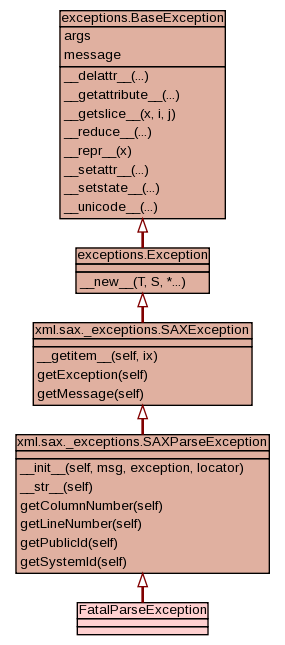 exceptions.BaseException
args
message
__delattr__(...)
__getattribute__(...)
__getslice__(x, i, j)
__reduce__(...)
__repr__(x)
__setattr__(...)
__setstate__(...)
__unicode__(...)
exceptions.Exception
__new__(T, S, *...)
xml.sax._exceptions.SAXException
__getitem__(self, ix)
getException(self)
getMessage(self)
xml.sax._exceptions.SAXParseException
__init__(self, msg, exception, locator)
__str__(self)
getColumnNumber(self)
getLineNumber(self)
getPublicId(self)
getSystemId(self)
FatalParseException